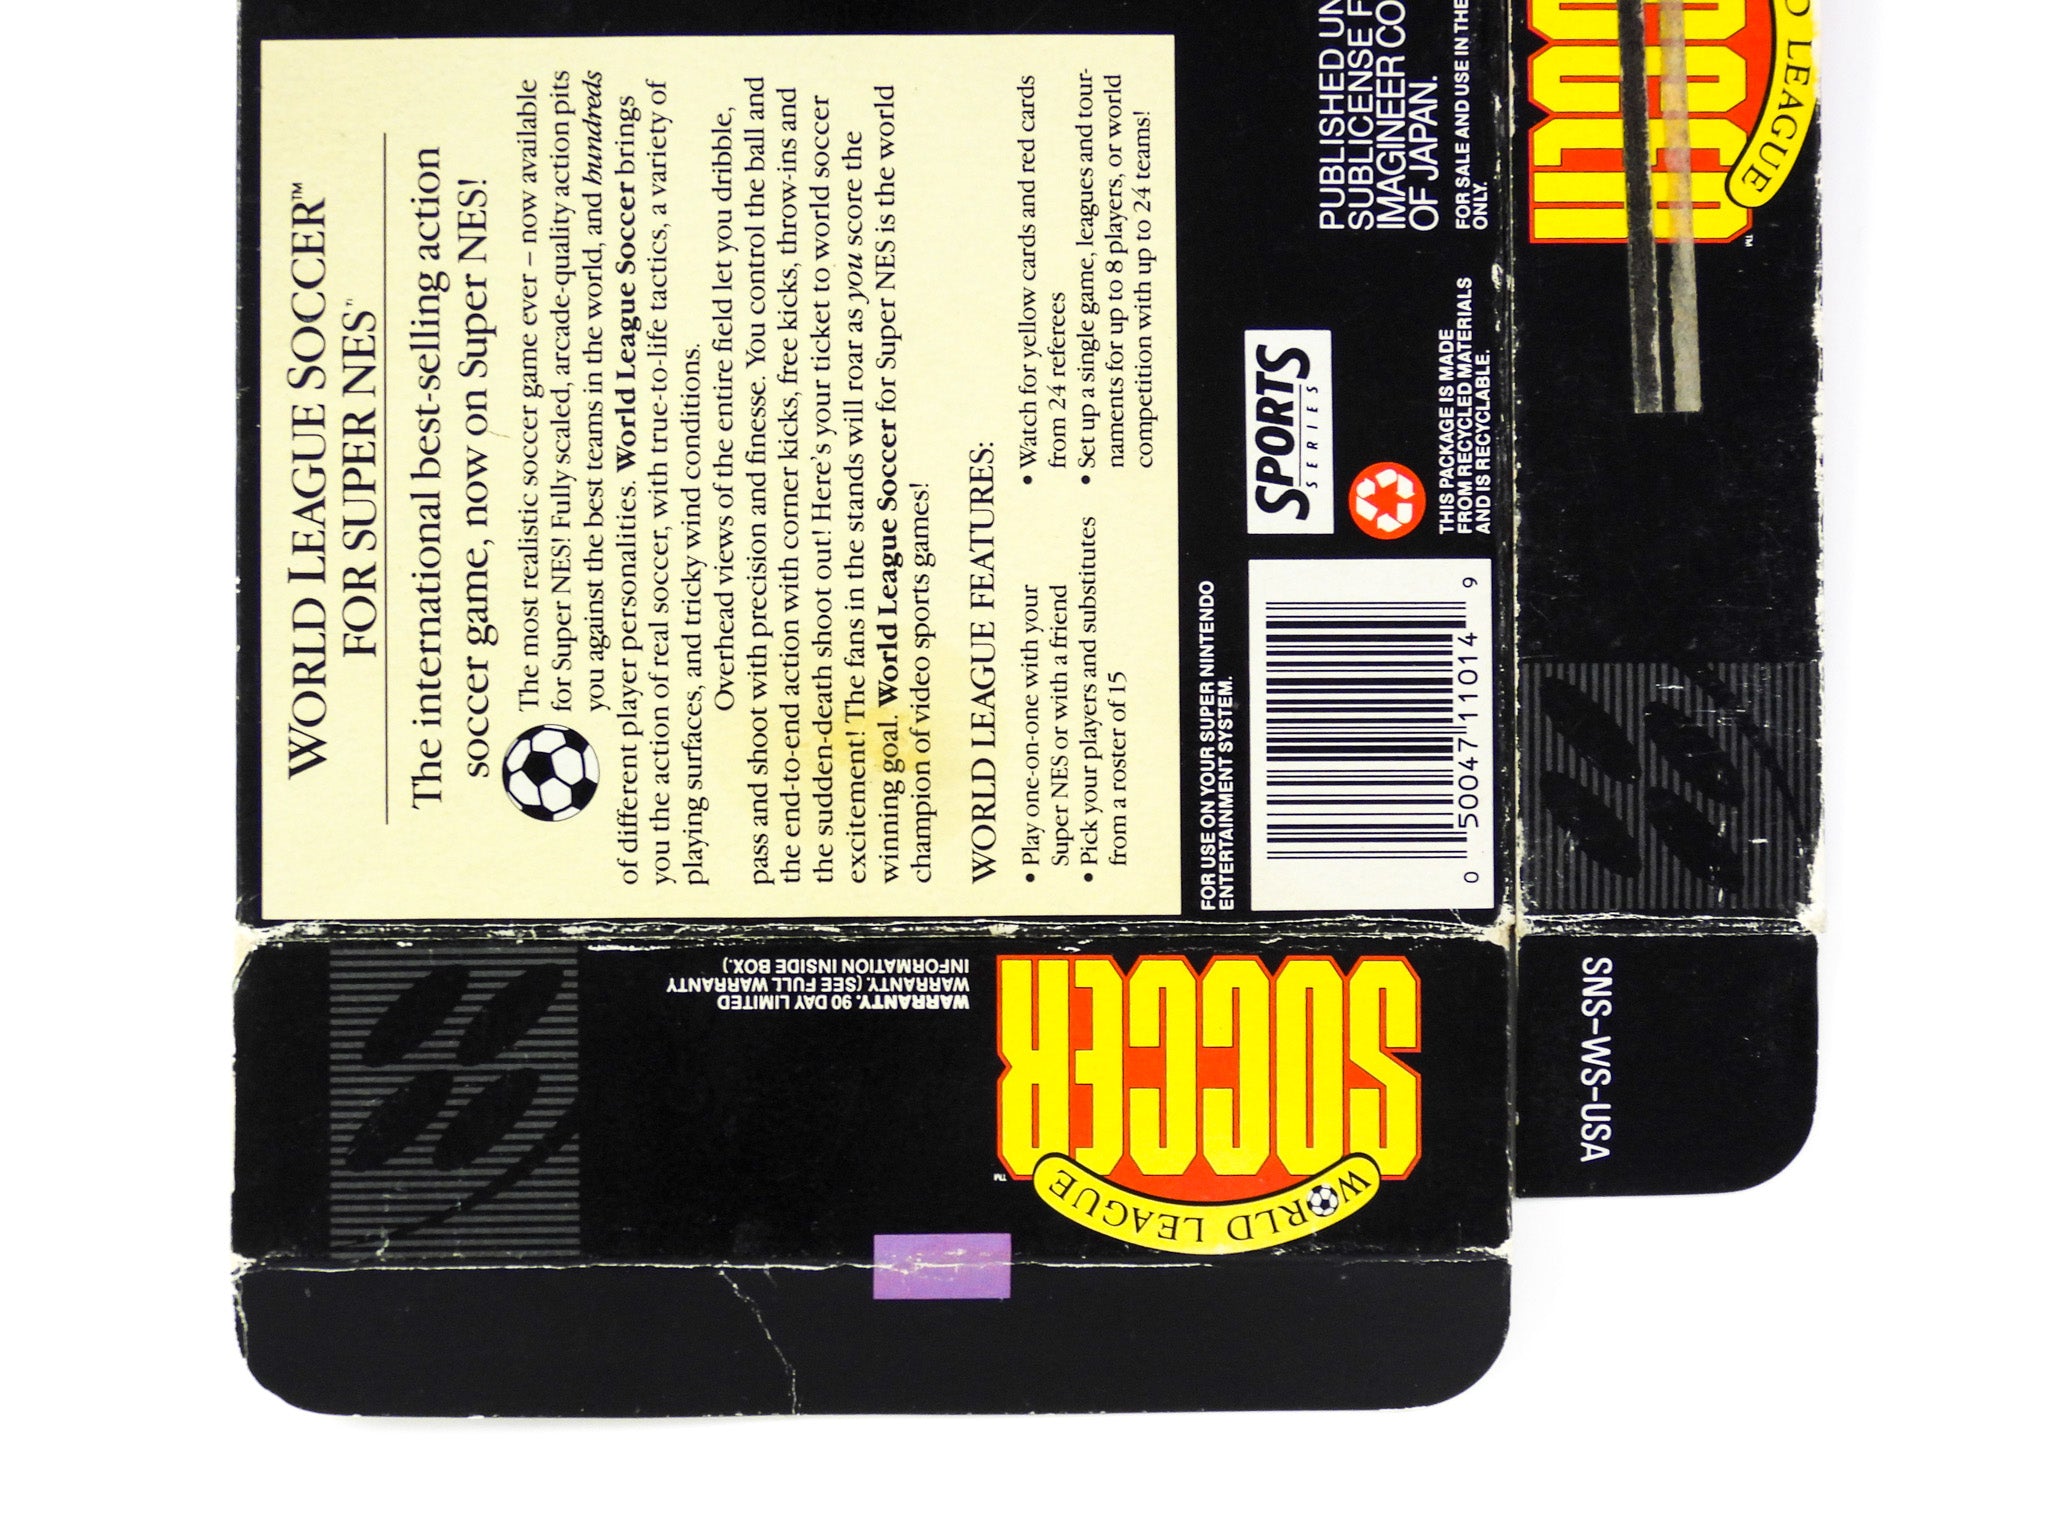 WORLD LEAGUE SOCCER™
FOR SUPER NES™
The international best-selling action
soccer game, now on Super NES!
The most realistic soccer game ever – now available
for Super NES! Fully scaled, arcade-quality action pits
you against the best teams in the world, and hundreds
of different player personalities. World League Soccer brings
you the action of real soccer, with true-to-life tactics, a variety of
playing surfaces, and tricky wind conditions.
Overhead views of the entire field let you dribble,
pass and shoot with precision and finesse. You control the ball and
the end-to-end action with corner kicks, free kicks, throw-ins and
the sudden-death shoot out! Here's your ticket to world soccer
excitement! The fans in the stands will roar as you score the
winning goal. World League Soccer for Super NES is the world
champion of video sports games!
WORLD LEAGUE FEATURES:
• Play one-on-one with your
Super NES or with a friend
• Pick your players and substitutes
from a roster of 15
• Watch for yellow cards and red cards
from 24 referees
• Set up a single game, leagues and tour-
naments for up to 8 players, or world
competition with up to 24 teams!
FOR USE ON YOUR SUPER NINTENDO
ENTERTAINMENT SYSTEM.
0 50047 11014 9
SPORTS
SERIES
THIS PACKAGE IS MADE
FROM RECYCLED MATERIALS
AND IS RECYCLABLE.
PUBLISHED UN
SUBLICENSE F
IMAGINEER CO
OF JAPAN.
FOR SALE AND USE IN THE
ONLY.
D LEAGUE
SOCCER™
SNS-WS-USA
WARRANTY. 90 DAY LIMITED
WARRANTY. (SEE FULL WARRANTY
INFORMATION INSIDE BOX.)
WORLD LEAGUE
SOCCER™